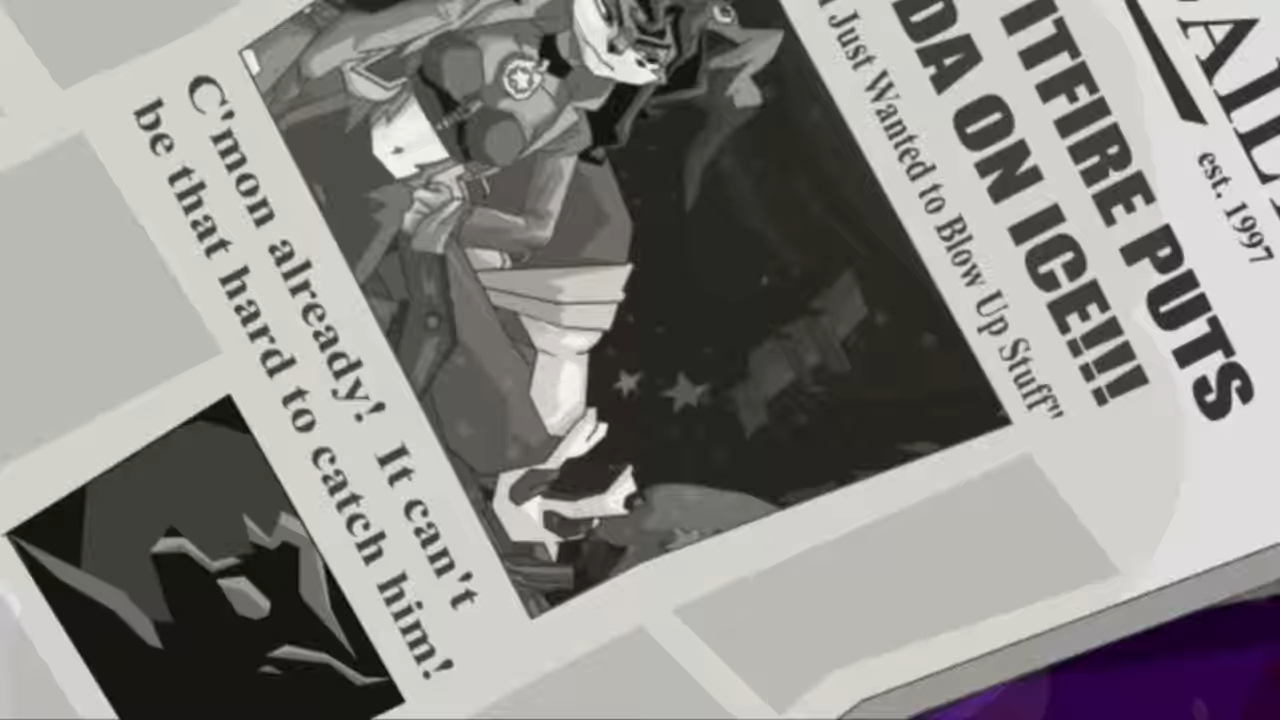 AIL
est. 1997
ITFIRE PUTS
DA ON ICE!!!
I Just Wanted to Blow Up Stuff"
C'mon already! It can't
be that hard to catch him!